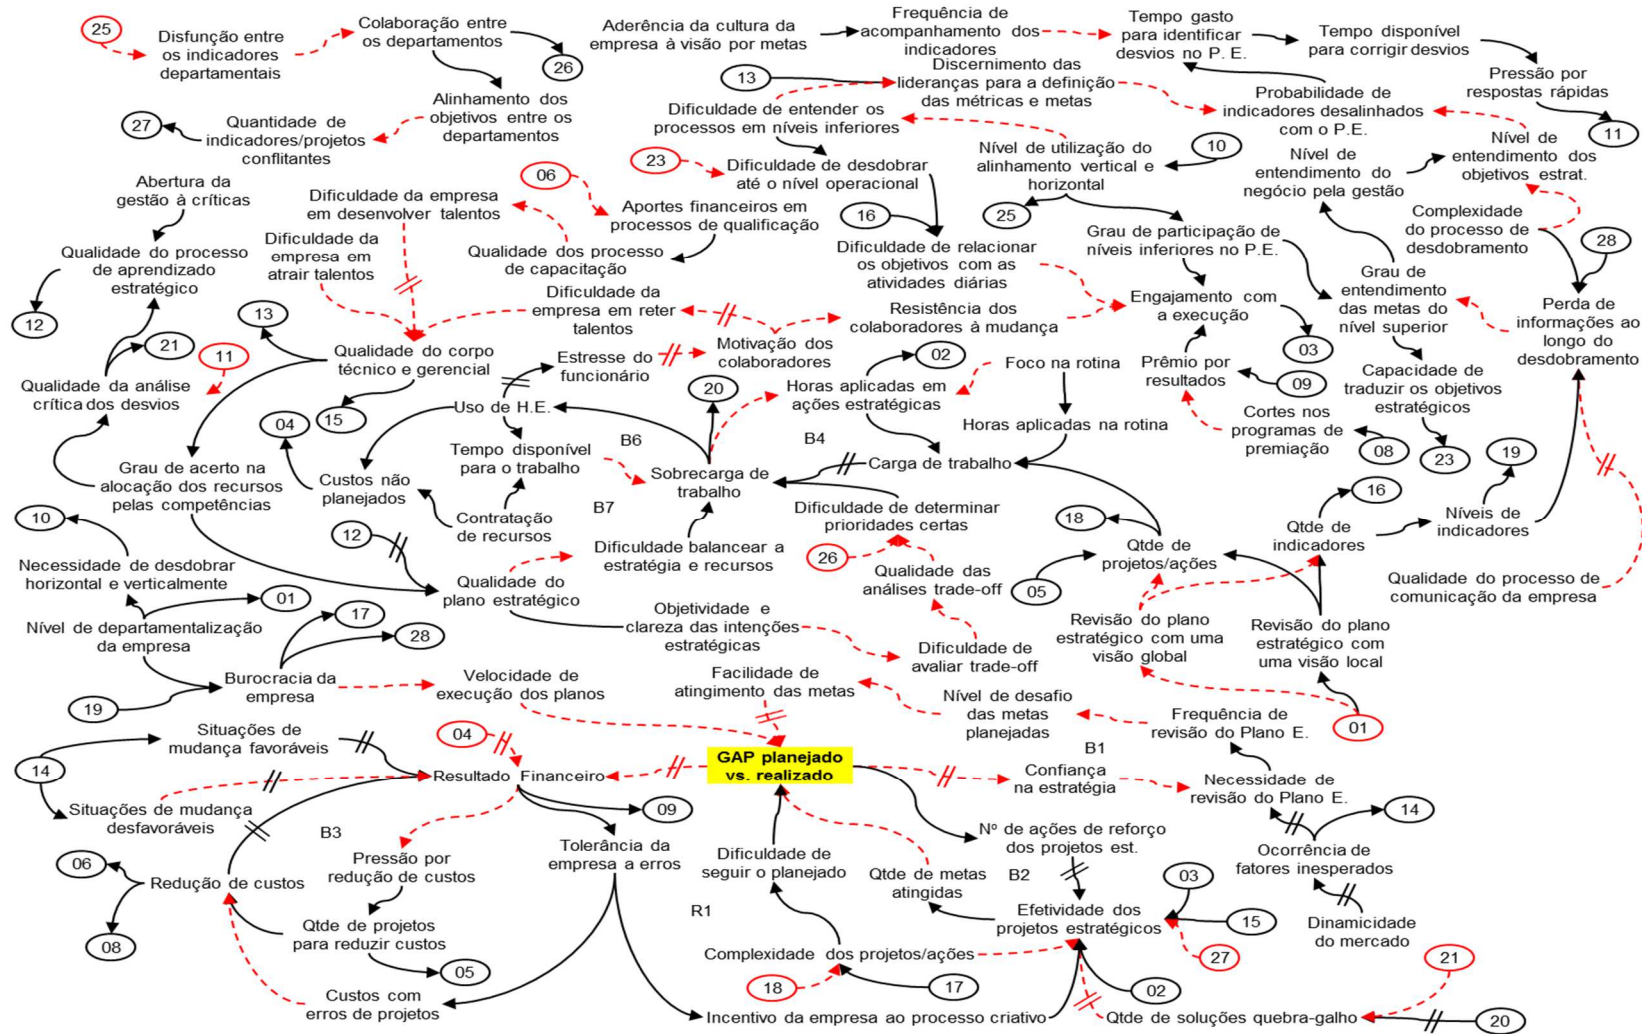 25
Disfunção entre
os indicadores
departamentais
Colaboração entre
os departamentos
26
Aderência da cultura da
empresa à visão por metas
Frequência de
acompanhamento dos
indicadores
Tempo gasto
para identificar
desvios no P. E.
Tempo disponível
para corrigir desvios
Pressão por
respostas rápidas
11
13
Discernimento das
lideranças para a definição
das métricas e metas
Probabilidade de
indicadores desalinhados
com o P.E.
27
Quantidade de
indicadores/projetos
conflitantes
Alinhamento dos
objetivos entre os
departamentos
Dificuldade de entender os
processos em níveis inferiores
23
Dificuldade de desdobrar
até o nível operacional
Nível de utilização do
alinhamento vertical e
horizontal
10
25
Nível de
entendimento do
negócio pela gestão
Nível de
entendimento dos
objetivos estrat.
Abertura da
gestão à críticas
Dificuldade da empresa
em desenvolver talentos
06
Aportes financeiros em
processos de qualificação
16
Grau de participação de
níveis inferiores no P.E.
Complexidade
do processo de
desdobramento
28
Qualidade do processo
de aprendizado
estratégico
12
Dificuldade da
empresa em
atrair talentos
Qualidade dos processo
de capacitação
Dificuldade de relacionar
os objetivos com as
atividades diárias
Engajamento com
a execução
03
Grau de
entendimento
das metas do
nível superior
Perda de
informações ao
longo do
desdobramento
13
21
11
Dificuldade da
empresa em reter
talentos
Resistência dos
colaboradores à mudança
Motivação dos
colaboradores
Qualidade da análise
crítica dos desvios
Qualidade do corpo
técnico e gerencial
15
Estresse do
funcionário
02
Foco na rotina
Prêmio por
resultados
09
Capacidade de
traduzir os objetivos
estratégicos
23
20
Horas aplicadas em
ações estratégicas
Horas aplicadas na rotina
Cortes nos
programas de
premiação
08
04
Uso de H.E.
Tempo disponível
para o trabalho
B6
B4
Sobrecarga de
trabalho
Carga de trabalho
19
16
Grau de acerto na
alocação dos recursos
pelas competências
Custos não
planejados
Contratação
de recursos
B7
Dificuldade de determinar
prioridades certas
18
Qtde de
projetos/ações
05
Qtde de
indicadores
Níveis de
indicadores
10
12
Necessidade de desdobrar
horizontal e verticalmente
Dificuldade balancear a
estratégia e recursos
26
Qualidade das
análises trade-off
Qualidade do processo de
comunicação da empresa
01
17
28
Qualidade do
plano estratégico
Objetividade e
clareza das intenções
estratégicas
Dificuldade de
avaliar trade-off
Revisão do plano
estratégico com uma
visão global
Revisão do plano
estratégico com
uma visão local
01
Nível de departamentalização
da empresa
19
Burocracia da
empresa
Velocidade de
execução dos planos
Facilidade de
atingimento das metas
Nível de desafio
das metas
planejadas
Frequência de
revisão do Plano E.
Situações de
mudança favoráveis
14
04
Resultado Financeiro
GAP planejado
vs. realizado
B1
Confiança
na estratégia
Necessidade de
revisão do Plano E.
14
Situações de mudança
desfavoráveis
B3
09
Nº de ações de reforço
dos projetos est.
Ocorrência de
fatores inesperados
06
Redução de custos
08
Pressão por
redução de custos
Tolerância da
empresa a erros
Dificuldade de
seguir o planejado
Qtde de metas
atingidas
B2
03
15
Dinamicidade
do mercado
Qtde de projetos
para reduzir custos
05
R1
Efetividade dos
projetos estratégicos
27
Complexidade dos projetos/ações
18
17
02
21
Custos com
erros de projetos
Incentivo da empresa ao processo criativo
Qtde de soluções quebra-galho
20